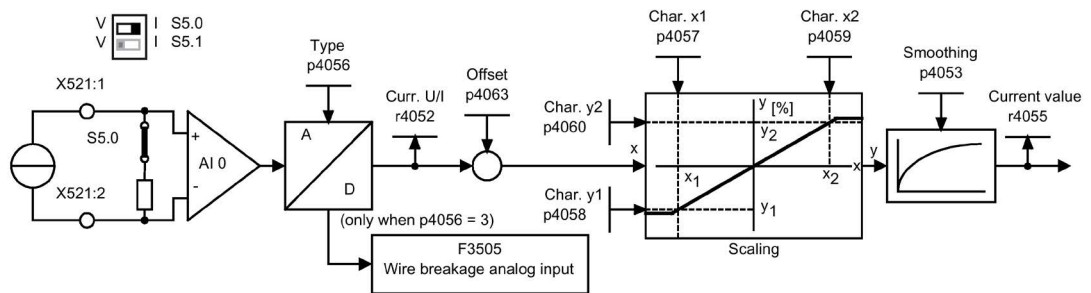 V I S5.0
V I S5.1
Type
p4056
X521:1
S5.0
X521:2
+
AI 0
-
A
D
Curr. U/I
r4052
Offset
p4063
(only when p4056 = 3)
F3505
Wire breakage analog input
Char. x1
p4057
Char. x2
p4059
Char. y2
p4060
x
Char. y1
p4058
y [%]
y2
x1
x2
x
y1
Scaling
y
Smoothing
p4053
Current value
r4055